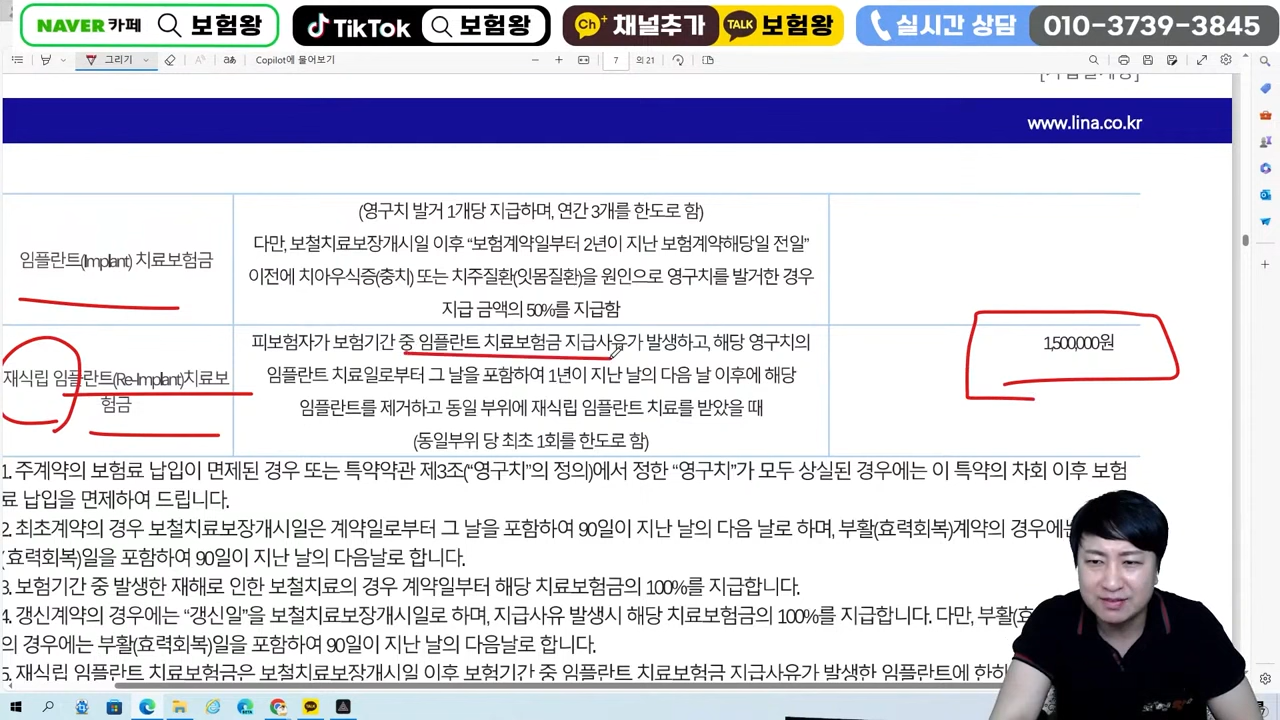 NAVER 카페 보험왕 TikTok 보험왕 Ch+ 채널추가 TALK 보험왕 실시간 상담 010-3739-3845
그리기 aあ Copilot에 물어보기 7 의 21
www.lina.co.kr
(영구치 발거 1개당 지급하며, 연간 3개를 한도로 함)
임플란트(Implant) 치료보험금
다만, 보철치료보장개시일 이후 “보험계약일부터 2년이 지난 보험계약해당일 전일”
이전에 치아우식증(충치) 또는 치주질환(잇몸질환)을 원인으로 영구치를 발거한 경우
지급 금액의 50%를 지급함
재식립 임플란트(Re-Implant)치료보
험금
피보험자가 보험기간 중 임플란트 치료보험금 지급사유가 발생하고, 해당 영구치의
임플란트 치료일로부터 그 날을 포함하여 1년이 지난 날의 다음 날 이후에 해당
임플란트를 제거하고 동일 부위에 재식립 임플란트 치료를 받았을 때
(동일부위 당 최초 1회를 한도로 함)
1,500,000원
1. 주계약의 보험료 납입이 면제된 경우 또는 특약약관 제3조(“영구치”의 정의)에서 정한 “영구치”가 모두 상실된 경우에는 이 특약의 차회 이후 보험
료 납입을 면제하여 드립니다.
2. 최초계약의 경우 보철치료보장개시일은 계약일로부터 그 날을 포함하여 90일이 지난 날의 다음 날로 하며, 부활(효력회복)계약의 경우에는
(효력회복)일을 포함하여 90일이 지난 날의 다음날로 합니다.
3. 보험기간 중 발생한 재해로 인한 보철치료의 경우 계약일부터 해당 치료보험금의 100%를 지급합니다.
4. 갱신계약의 경우에는 “갱신일”을 보철치료보장개시일로 하며, 지급사유 발생시 해당 치료보험금의 100%를 지급합니다. 다만, 부활(효
의 경우에는 부활(효력회복)일을 포함하여 90일이 지난 날의 다음날로 합니다.
5. 재식립 임플란트 치료보험금은 보철치료보장개시일 이후 보험기간 중 임플란트 치료보험금 지급사유가 발생한 임플란트에 한하